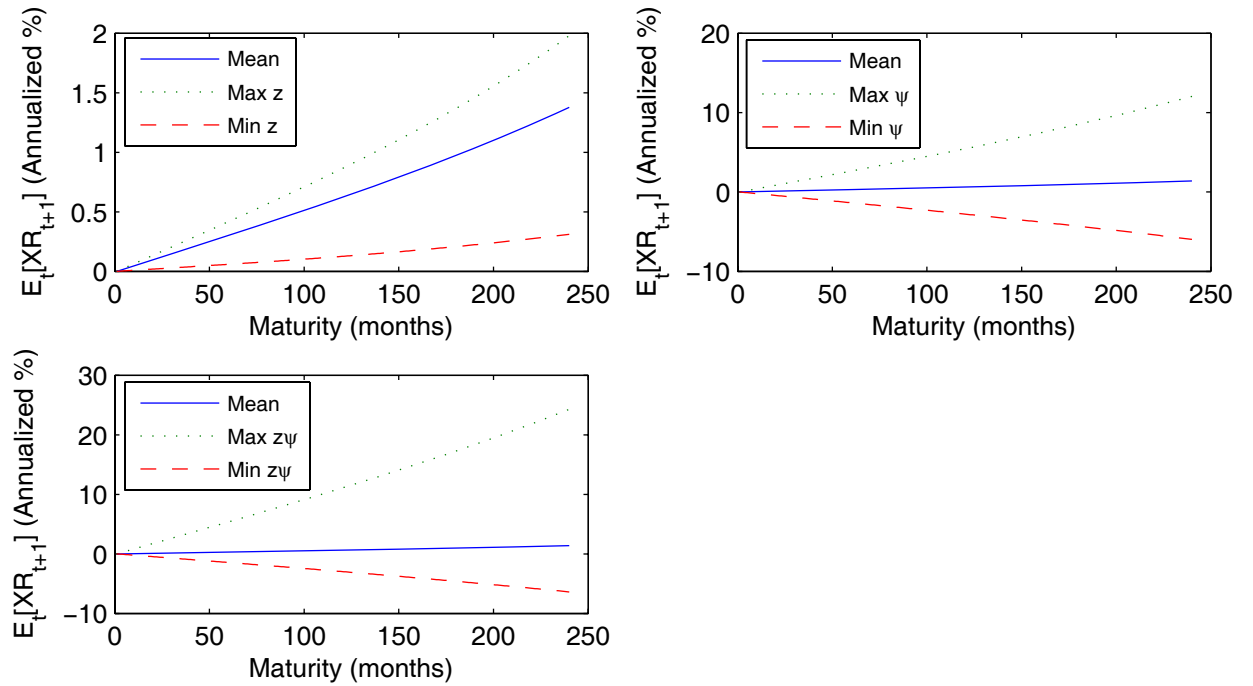 E_t[XR_{t+1}] (Annualized %)
2
1.5
1
0.5
0
Mean
Max z
Min z
0 50 100 150 200 250
Maturity (months)
E_t[XR_{t+1}] (Annualized %)
20
10
0
−10
Mean
Max ψ
Min ψ
0 50 100 150 200 250
Maturity (months)
E_t[XR_{t+1}] (Annualized %)
30
20
10
0
−10
Mean
Max zψ
Min zψ
0 50 100 150 200 250
Maturity (months)